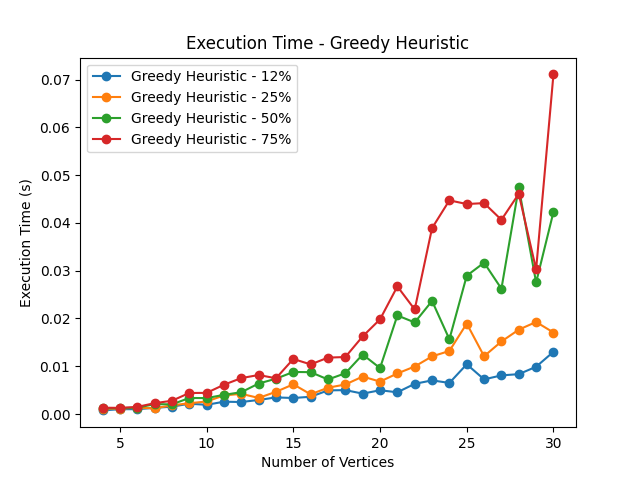 Execution Time - Greedy Heuristic
Greedy Heuristic - 12%
Greedy Heuristic - 25%
Greedy Heuristic - 50%
Greedy Heuristic - 75%
Execution Time (s)
0.07
0.06
0.05
0.04
0.03
0.02
0.01
0.00
5 10 15 20 25 30
Number of Vertices